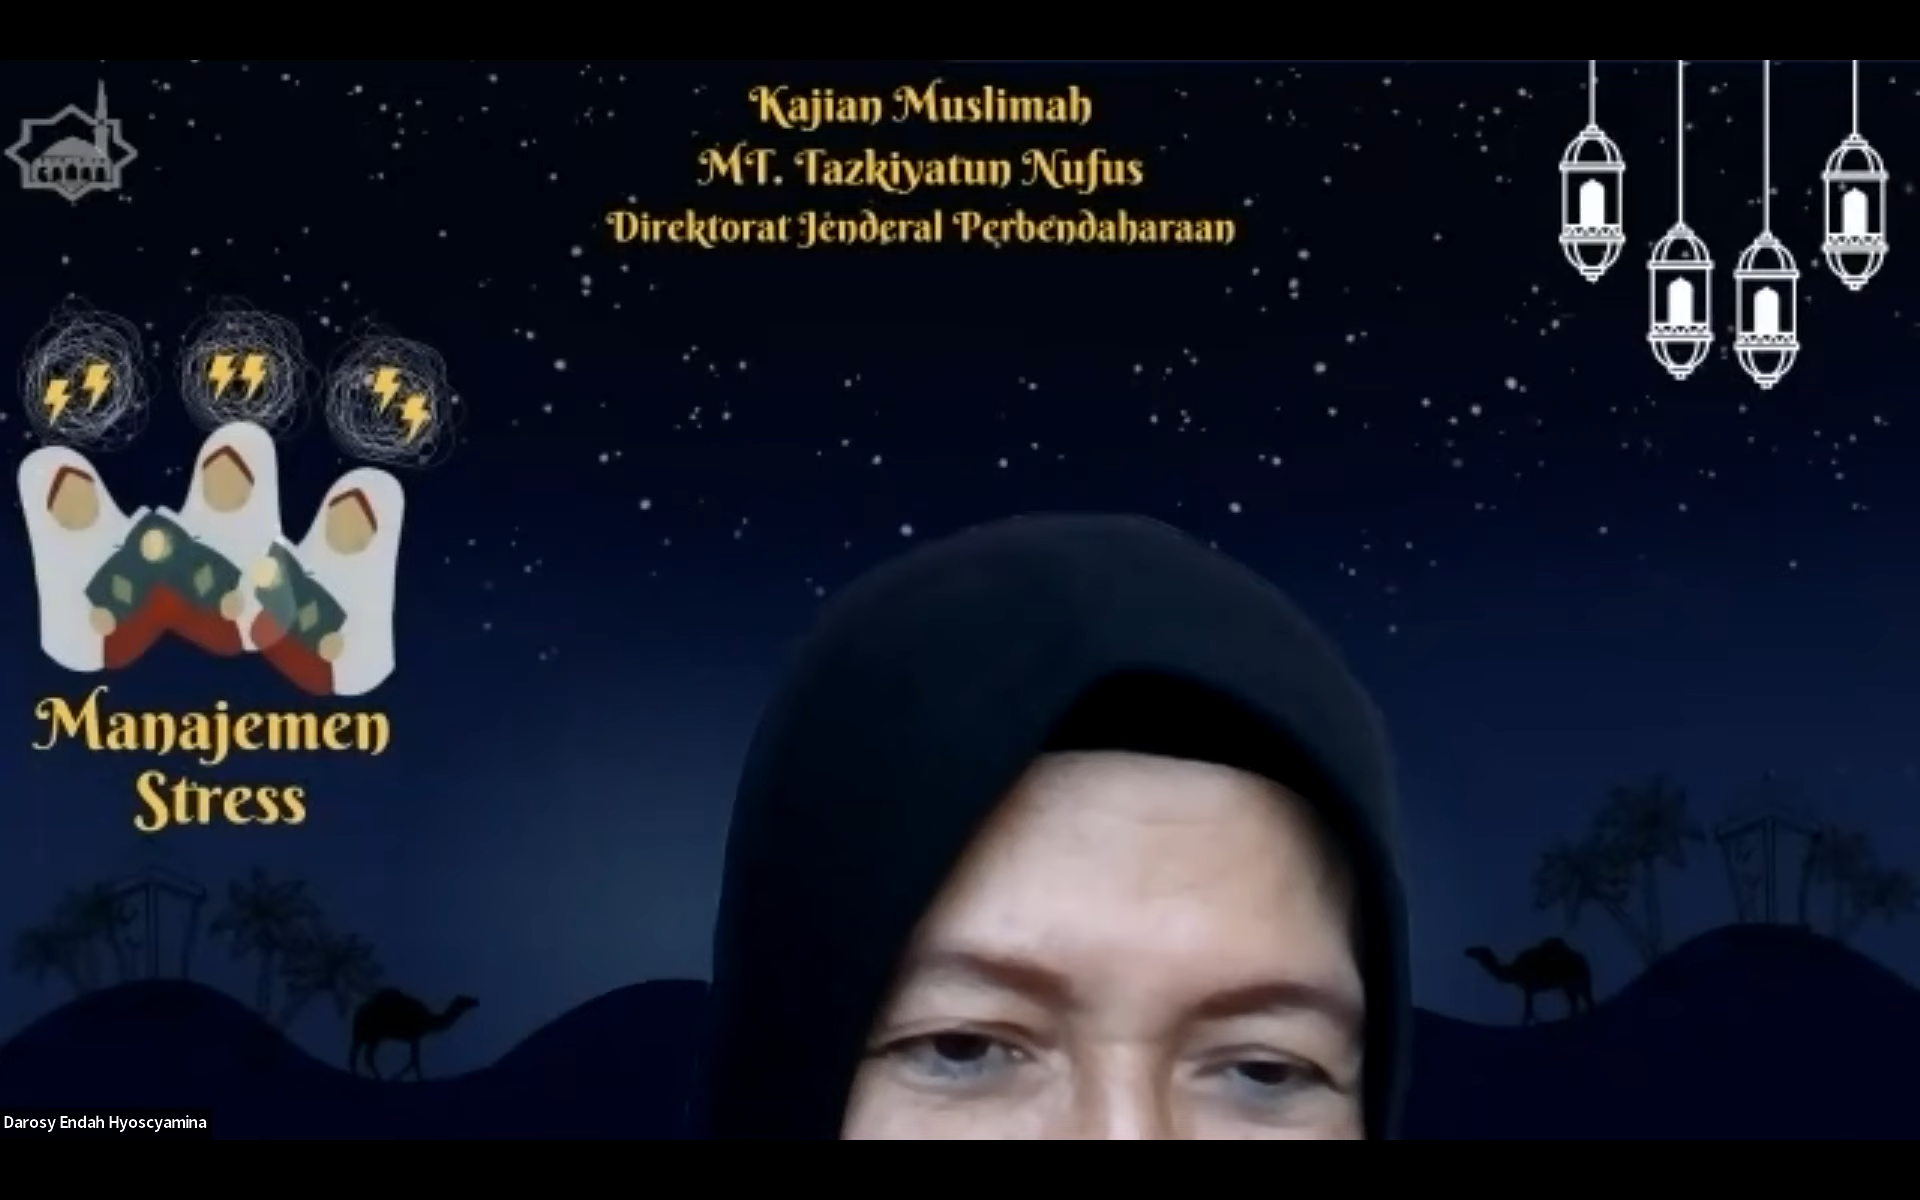 Kajian Muslimah
MT. Tazkiyatun Nufus
Direktorat Jenderal Perbendaharaan
Manajemen
Stress
Darosy Endah Hyoscyamina